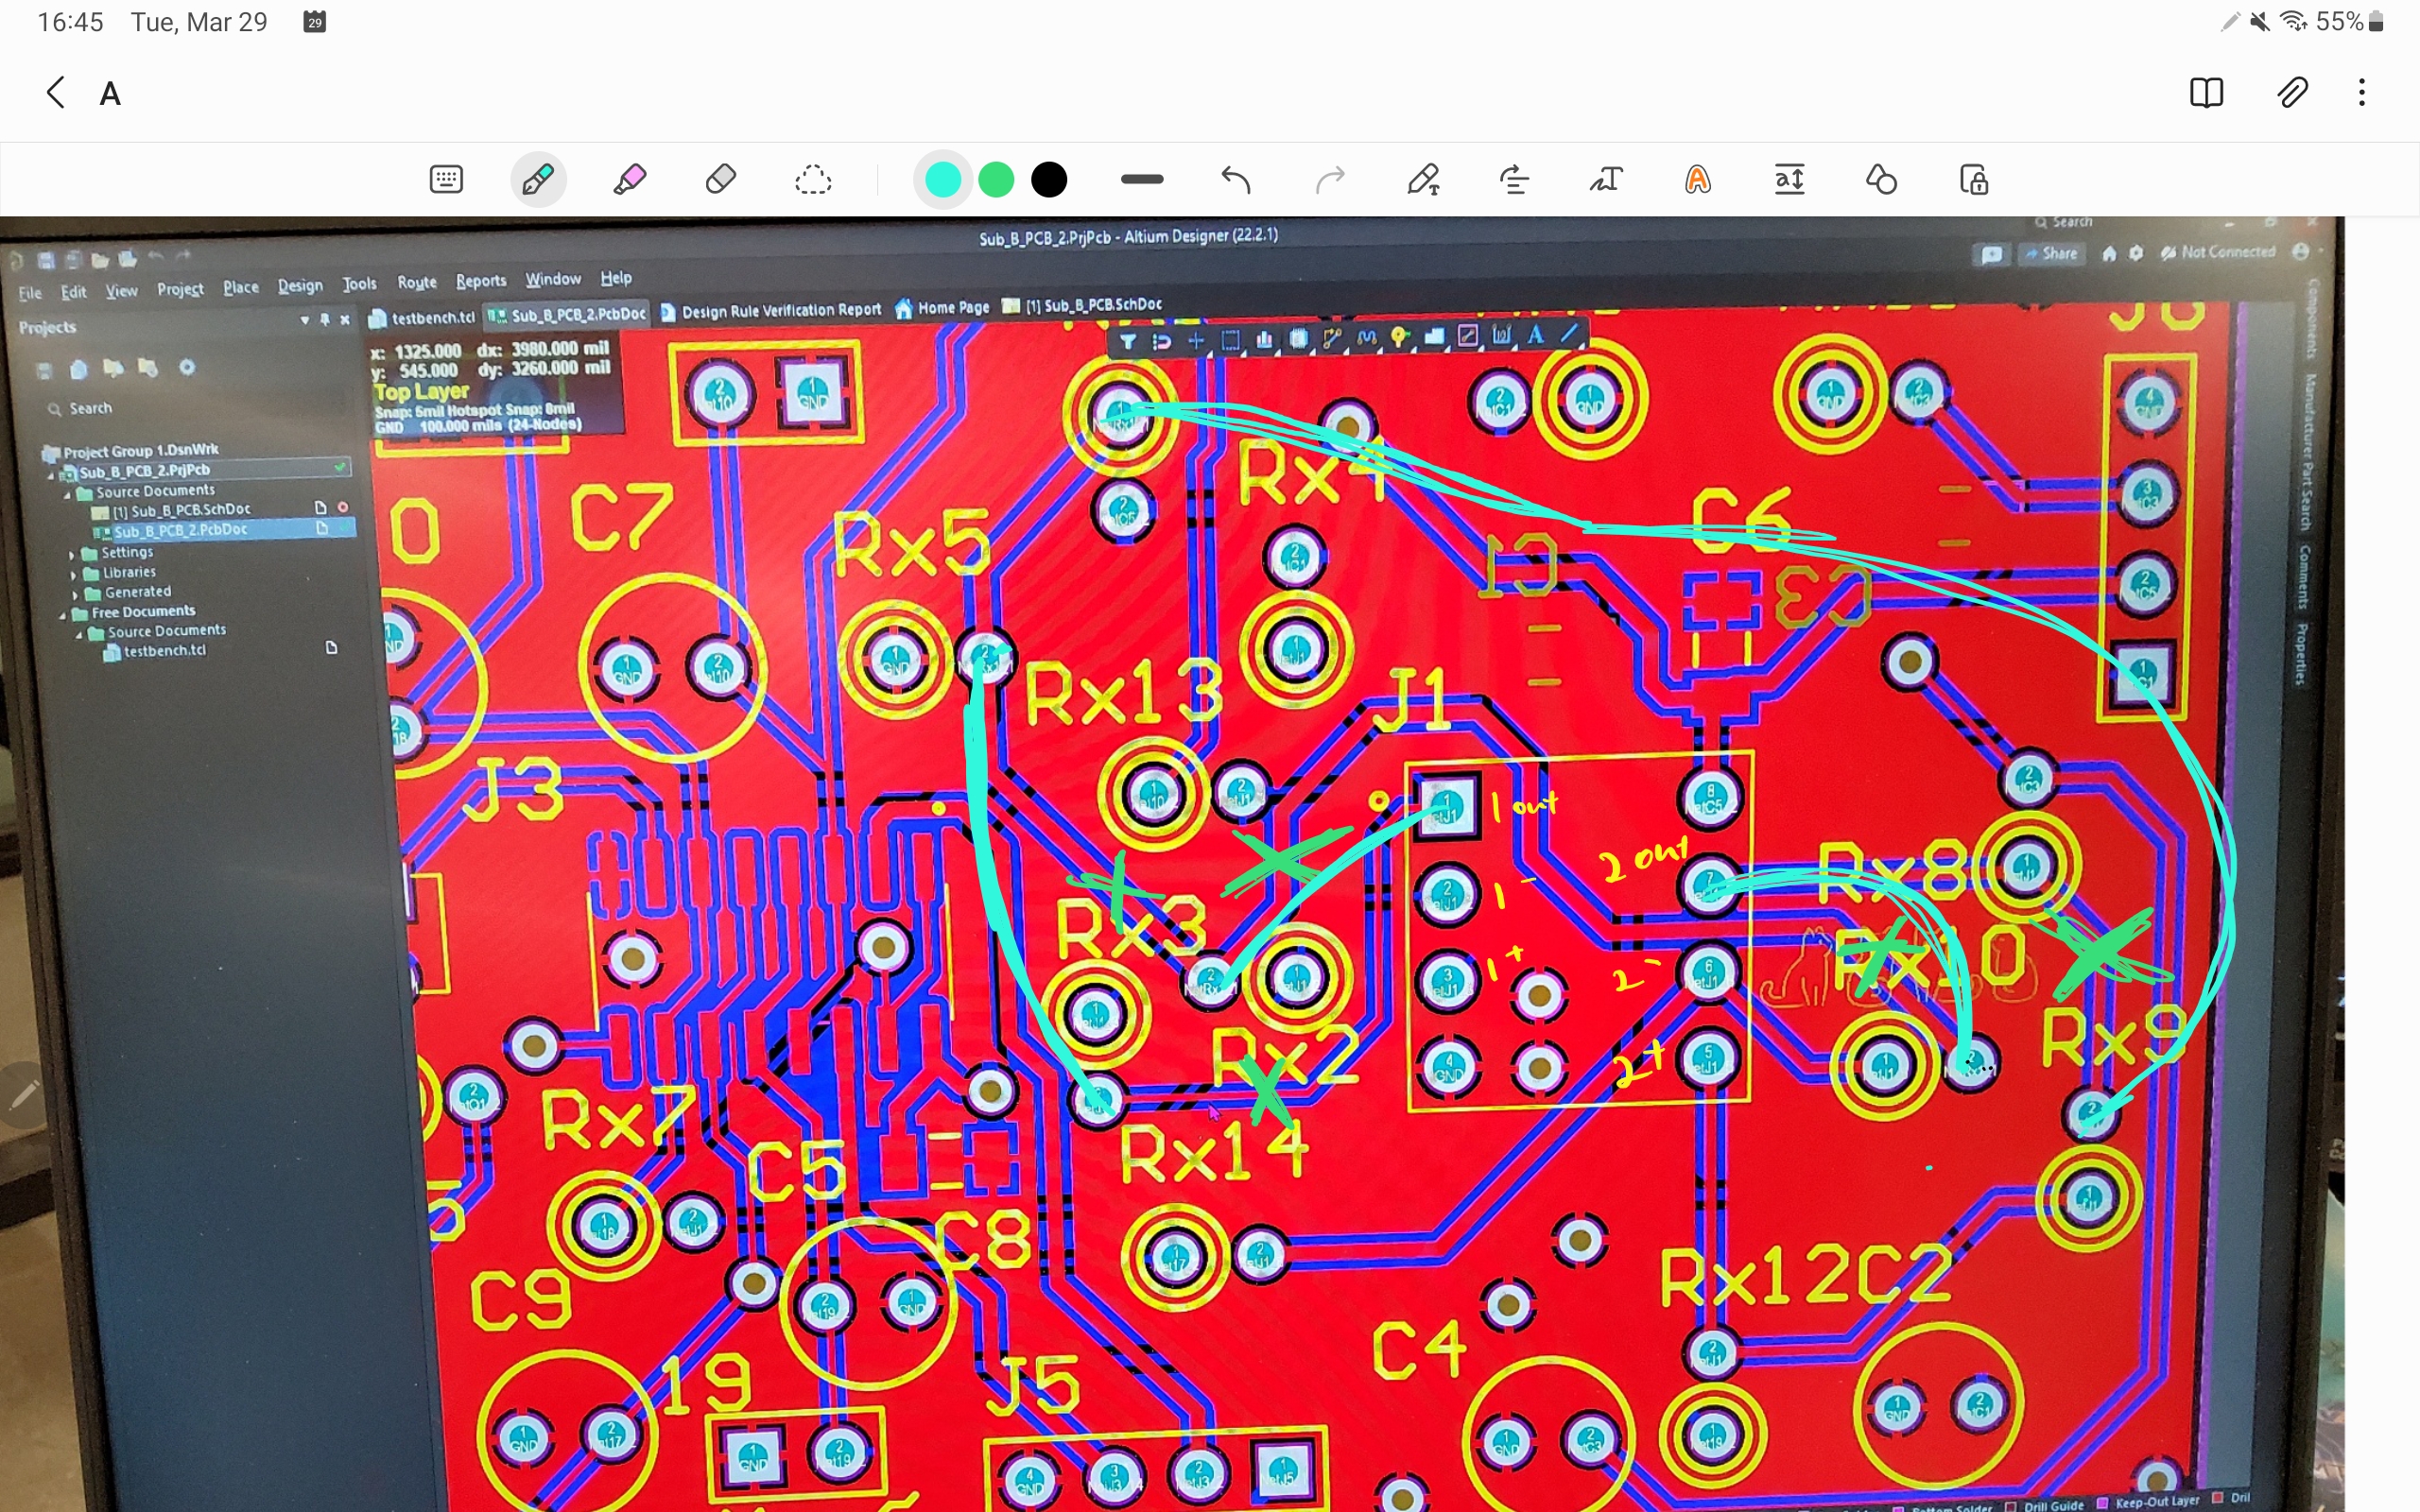 16:45 Tue, Mar 29 29 55%
A
Search
Sub_B_PCB_2.PrjPcb - Altium Designer (22.2.1)
Share Not Connected
File Edit View Project Place Design Tools Route Reports Window Help
testbench.tcl Sub_B_PCB_2.PcbDoc Design Rule Verification Report Home Page [1] Sub_B_PCB.SchDoc
Projects
Search
Project Group 1.DsnWrk
Sub_B_PCB_2.PrjPcb
Source Documents
[1] Sub_B_PCB.SchDoc
Sub_B_PCB_2.PcbDoc
Settings
Libraries
Generated
Free Documents
Source Documents
testbench.tcl
x: 1325.000 dx: 3980.000 mil
y: 545.000 dy: 3260.000 mil
Top Layer
Snap: 5mil Hotspot Snap: 8mil
GND 100.000 mils (24-Nodes)
Components
Manufacturer Part Search
Comments
Properties
C7
Rx5
Rx4
C6
C1
C3
Rx13
J1
J3
1 out
2 out
1 -
1 +
2 -
2+
Rx8
Rx10
Rx9
Rx3
Rx2
Rx7
Rx14
C5
C8
C9
19
J5
C4
Rx12
C2
Bottom Solder Drill Guide Keep-Out Layer Dril